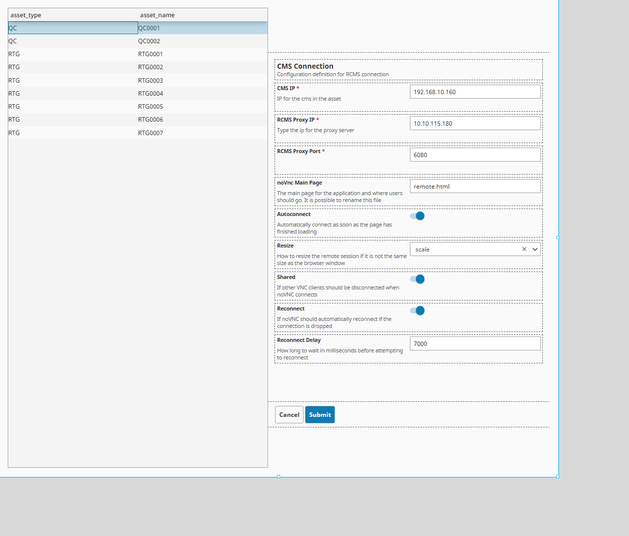 asset_type asset_name
QC QC0001
QC QC0002
RTG RTG0001
RTG RTG0002
RTG RTG0003
RTG RTG0004
RTG RTG0005
RTG RTG0006
RTG RTG0007
CMS Connection
Configuration definition for RCMS connection
CMS IP *
IP for the cms in the asset
192.168.10.160
RCMS Proxy IP *
Type the ip for the proxy server
10.10.115.180
RCMS Proxy Port *
6080
noVnc Main Page
The main page for the application and where users
should go. It is possible to rename this file
remote.html
Autoconnect
Automatically connect as soon as the page has
finished loading
Resize
How to resize the remote session if it is not the same
size as the browser window
scale
Shared
If other VNC clients should be disconnected when
noVNC connects
Reconnect
If noVNC should automatically reconnect if the
connection is dropped
Reconnect Delay
How long to wait in milliseconds before attempting
to reconnect
7000
Cancel Submit